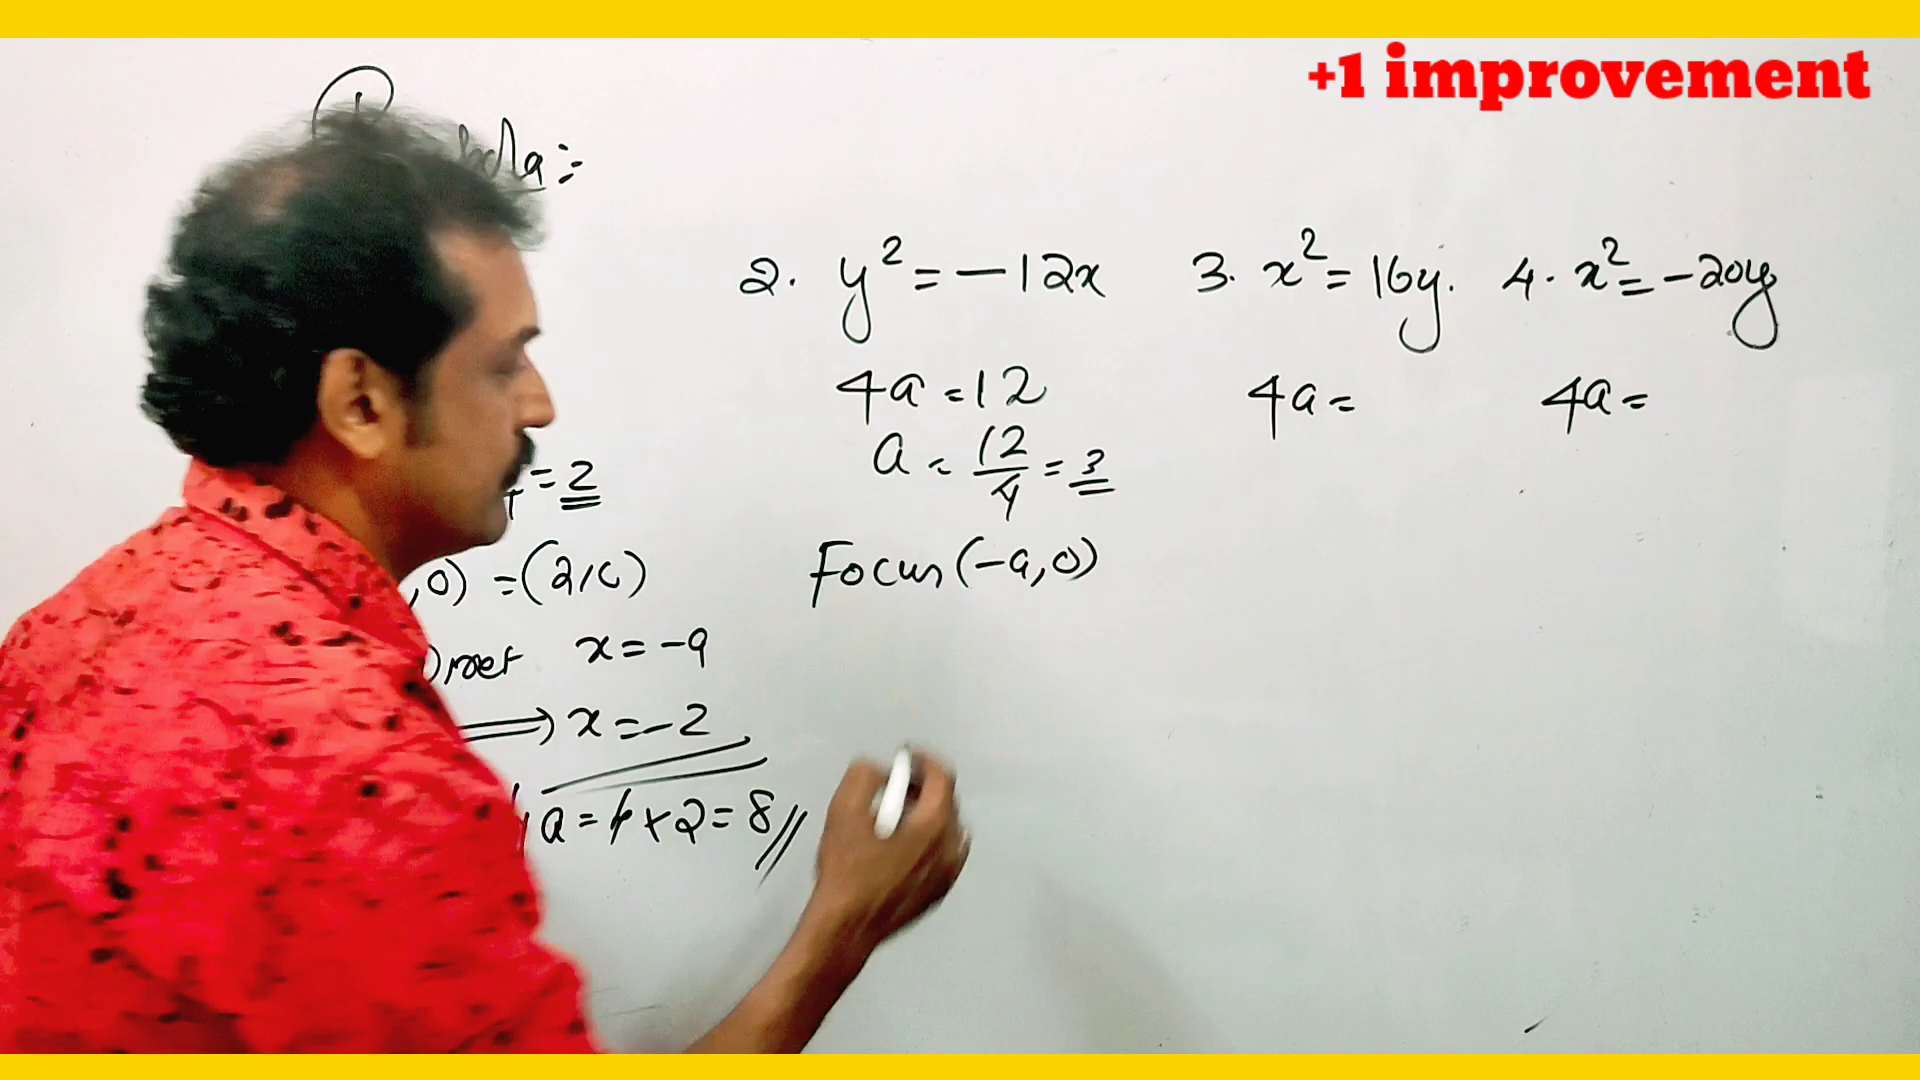 +1 improvement
2. y² = -12x
3. x² = 16y.
4. x² = -20y
4a = 12
4a =
4a =
= 2
a = 12/4 = 3
,0) = (2,0)
Focus (-a, 0)
x = -a
⟹ x = -2
a = 4 x 2 = 8 //